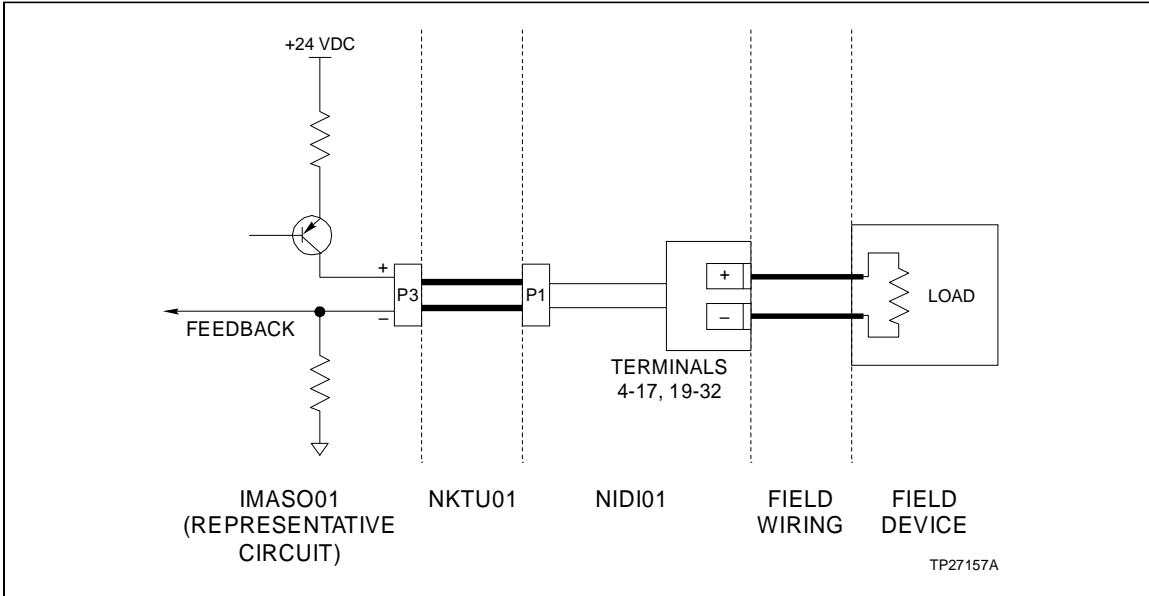 +24 VDC
+
P3
–
P1
+
–
LOAD
FEEDBACK
TERMINALS
4-17, 19-32
IMASO01
(REPRESENTATIVE
CIRCUIT)
NKTU01
NIDI01
FIELD
WIRING
FIELD
DEVICE
TP27157A